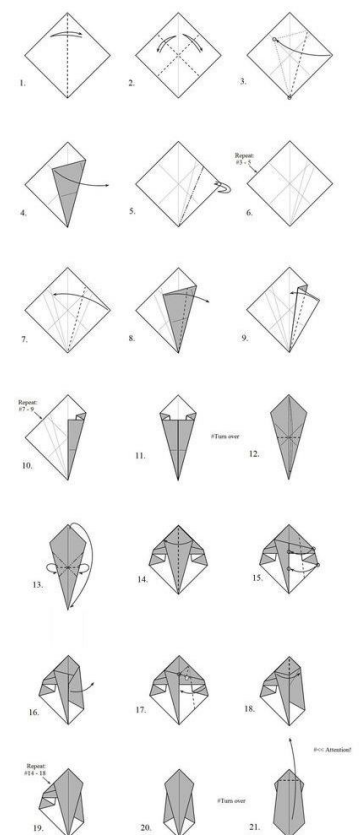 1.
2.
3.
4.
5.
Repeat:
#3 - 5
6.
7.
8.
9.
Repeat:
#7 - 9
10.
11.
#Turn over
12.
13.
14.
15.
16.
17.
18.
Repeat:
#14 - 18
19.
20.
#Turn over
#<< Attention!
21.